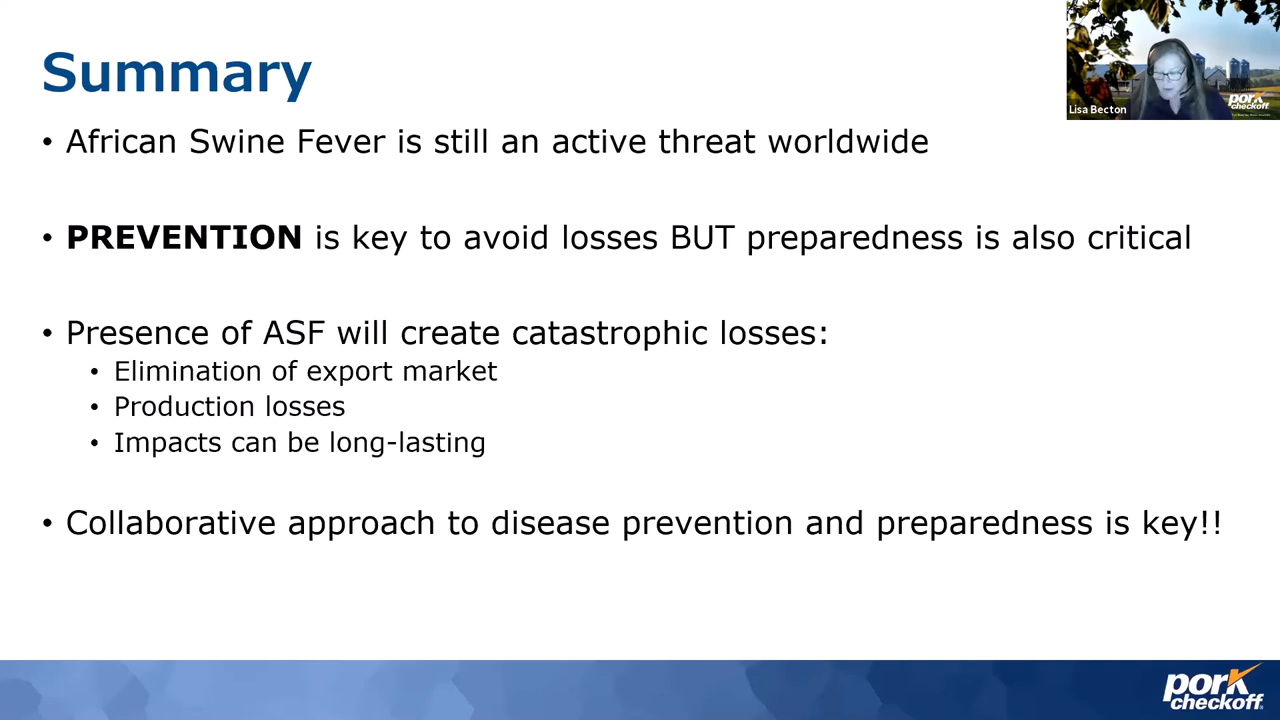 Summary
• African Swine Fever is still an active threat worldwide
• PREVENTION is key to avoid losses BUT preparedness is also critical
• Presence of ASF will create catastrophic losses:
• Elimination of export market
• Production losses
• Impacts can be long-lasting
• Collaborative approach to disease prevention and preparedness is key!!
Lisa Becton
pork
checkoff
pork
checkoff